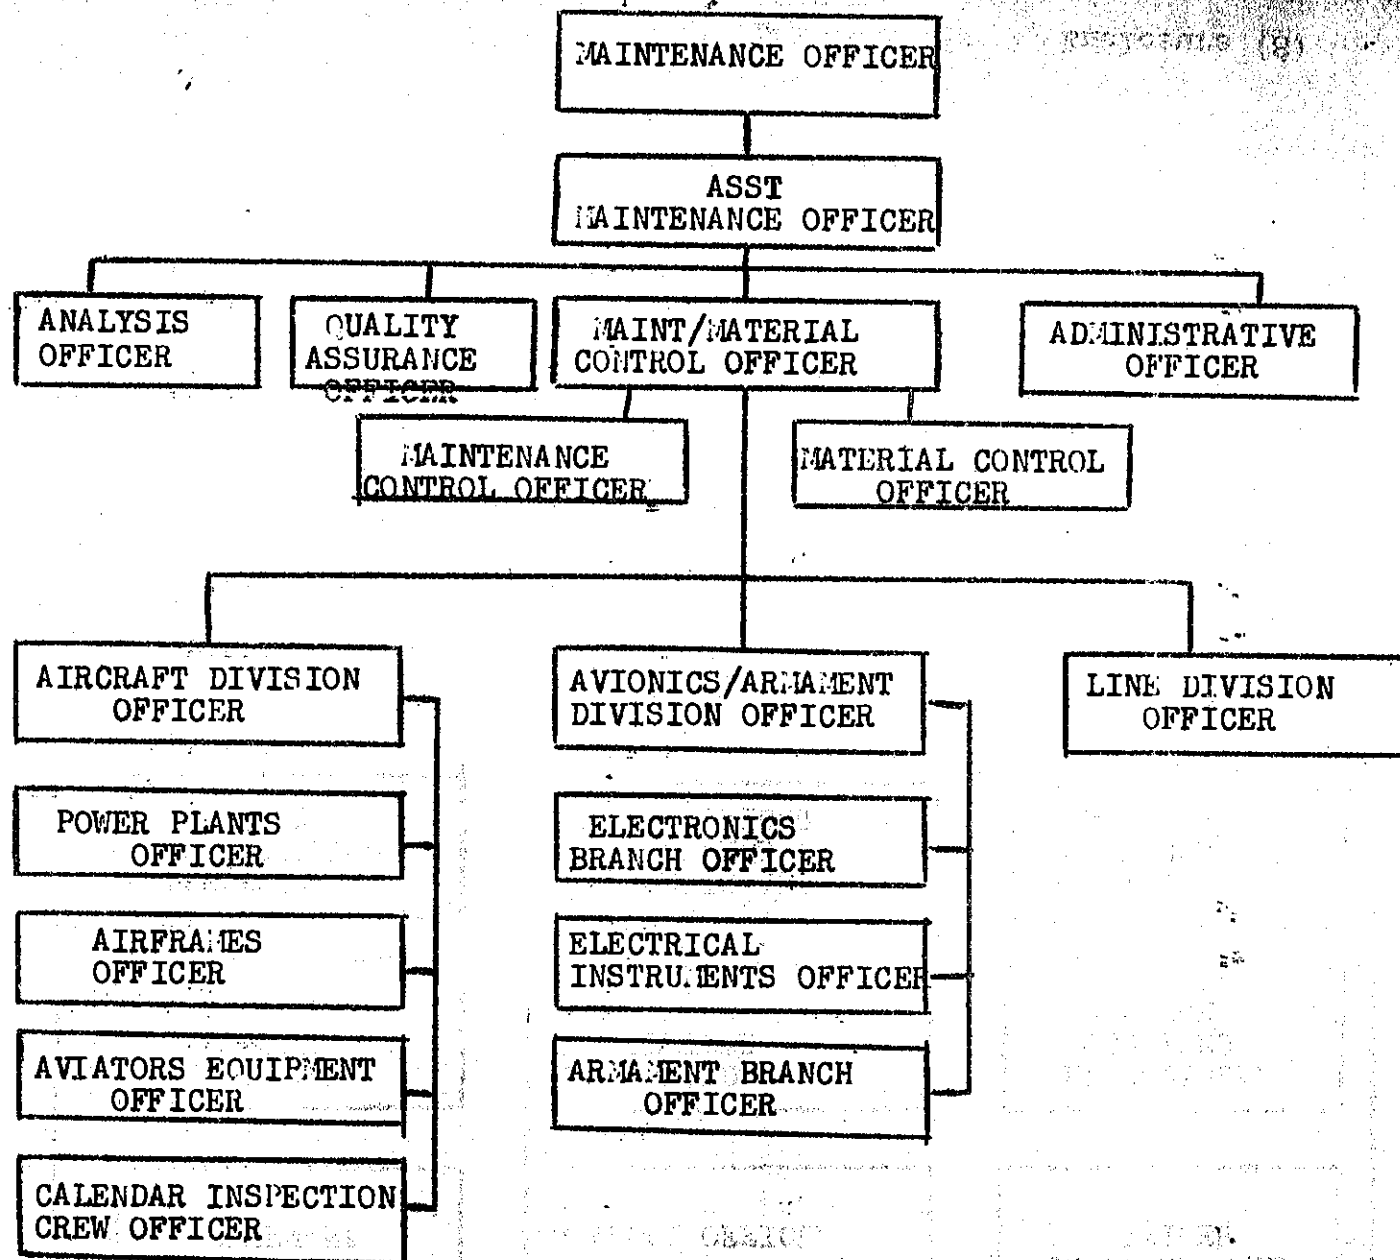 MAINTENANCE OFFICER
ASST
MAINTENANCE OFFICER
ANALYSIS
OFFICER
QUALITY
ASSURANCE
OFFICER
MAINT/MATERIAL
CONTROL OFFICER
ADMINISTRATIVE
OFFICER
MAINTENANCE
CONTROL OFFICER
MATERIAL CONTROL
OFFICER
AIRCRAFT DIVISION
OFFICER
POWER PLANTS
OFFICER
AIRFRAMES
OFFICER
AVIATORS EQUIPMENT
OFFICER
CALENDAR INSPECTION
CREW OFFICER
AVIONICS/ARMAMENT
DIVISION OFFICER
ELECTRONICS
BRANCH OFFICER
ELECTRICAL
INSTRUMENTS OFFICER
ARMAMENT BRANCH
OFFICER
LINE DIVISION
OFFICER